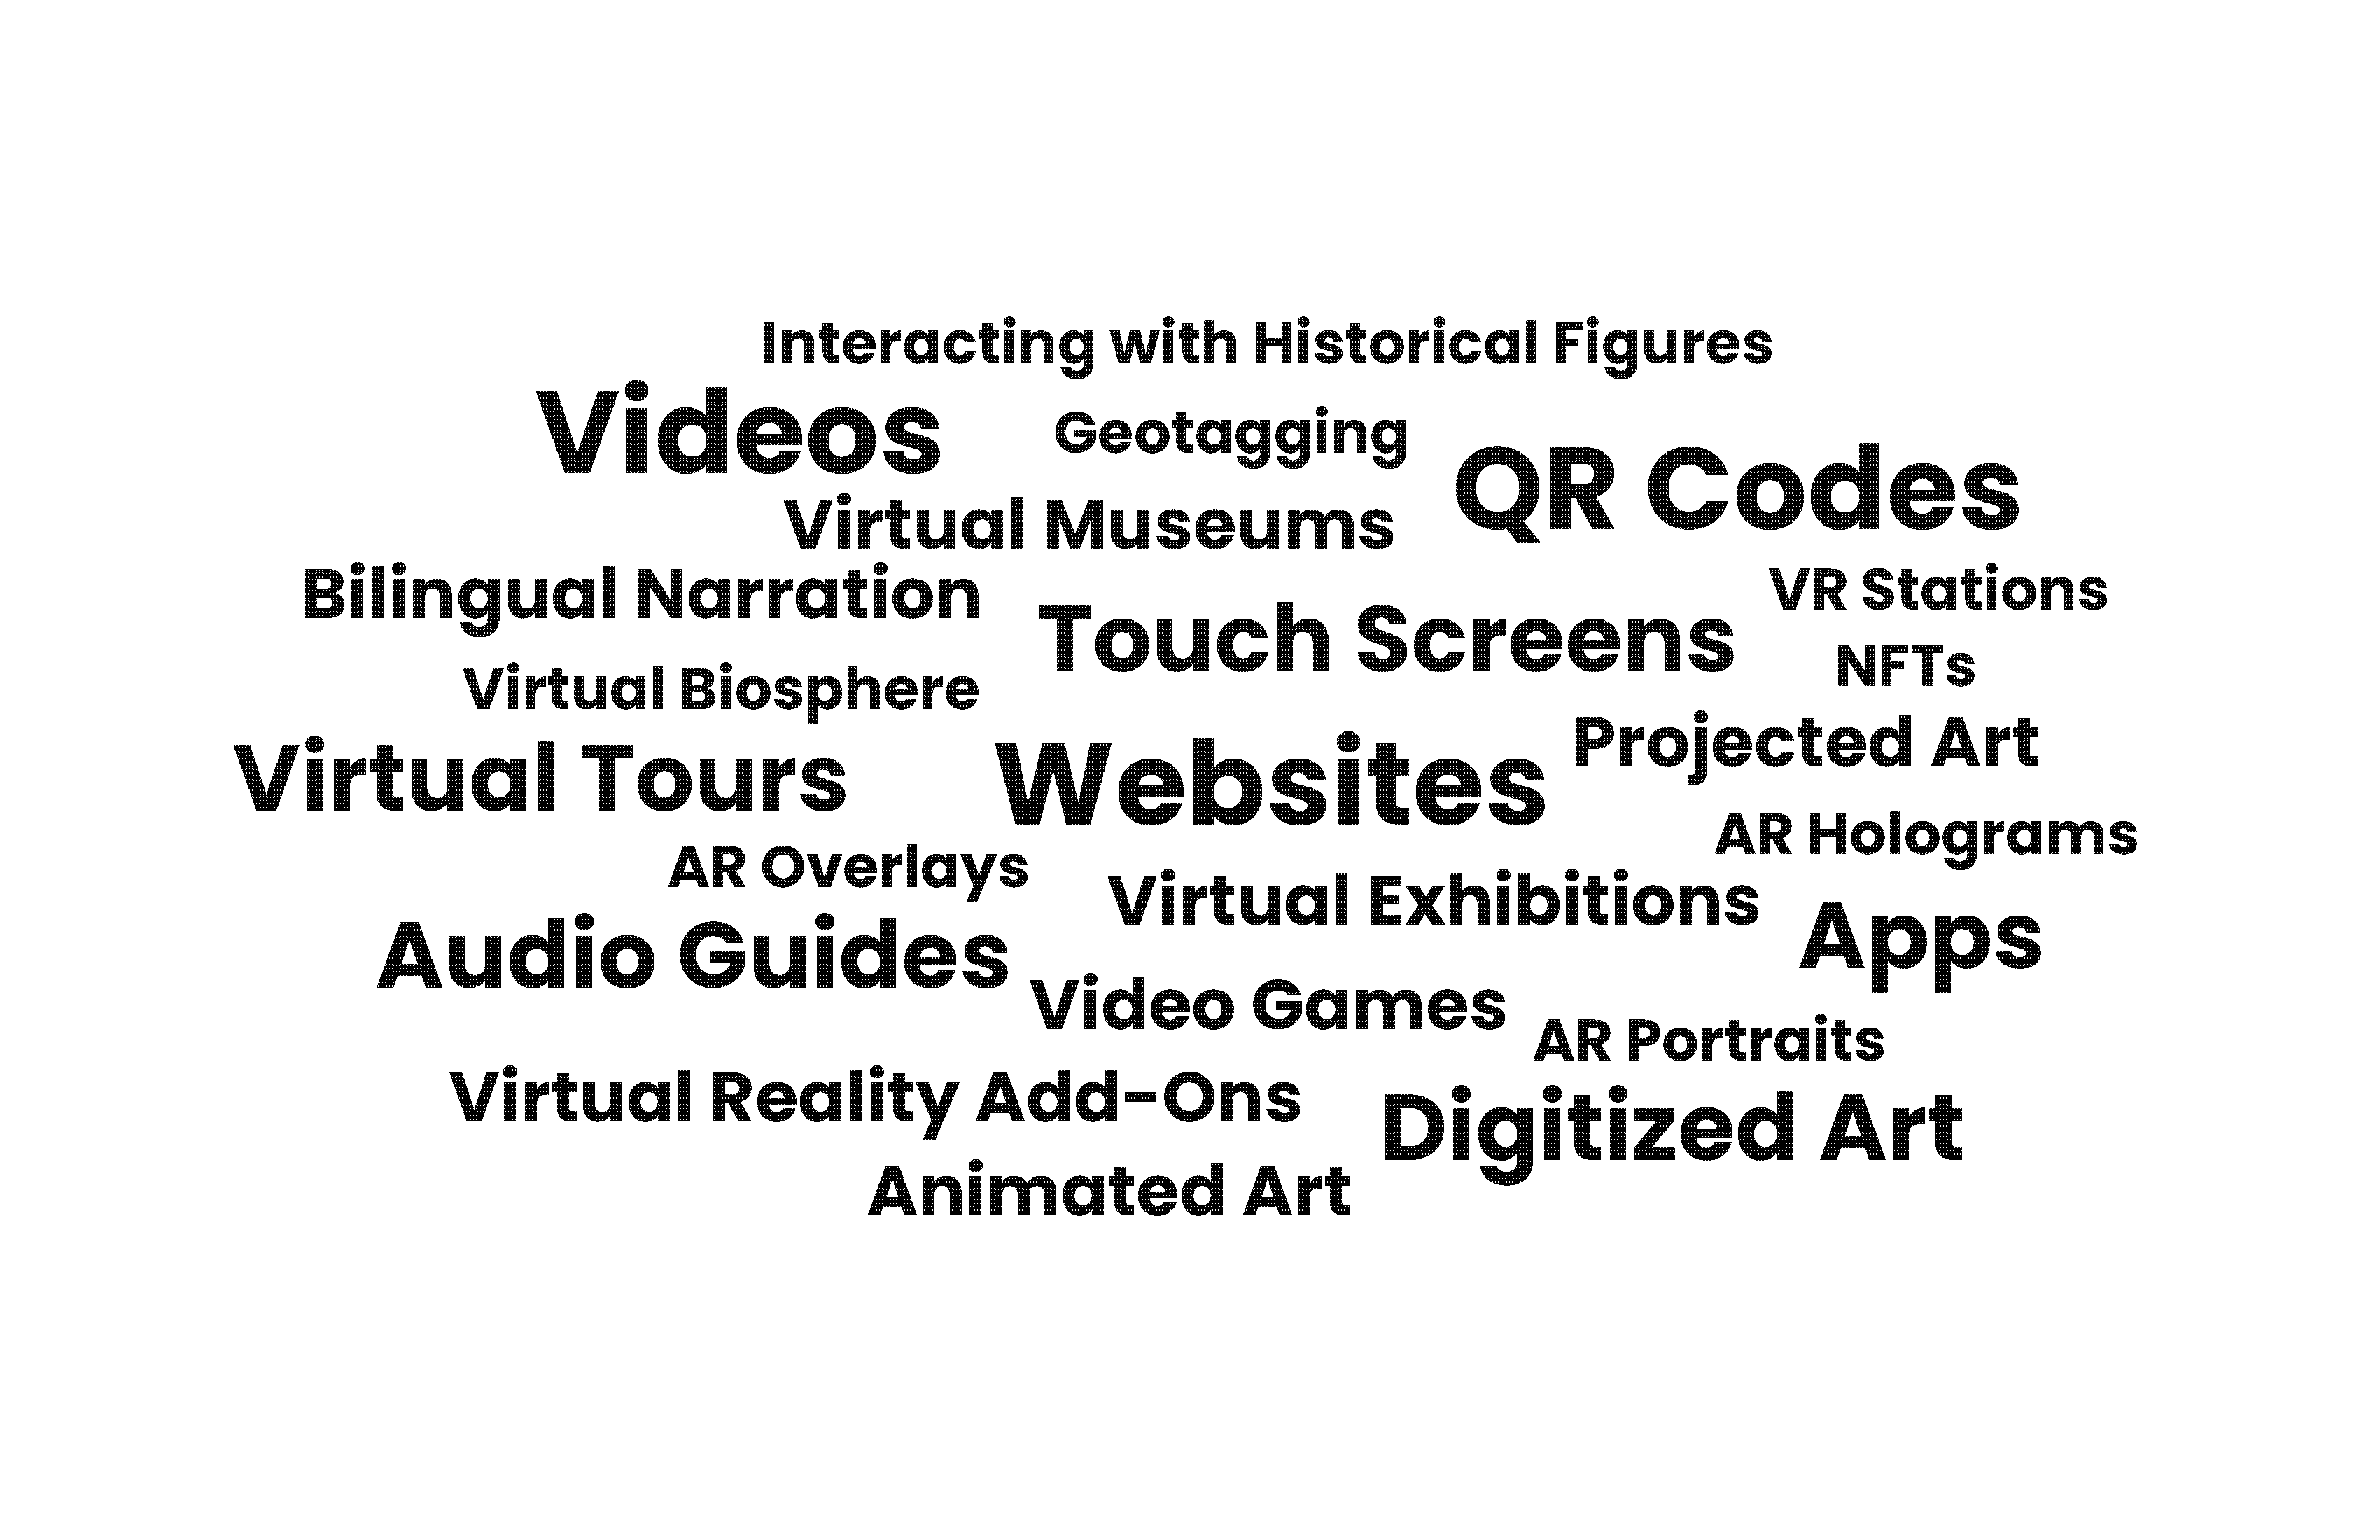 Interacting with Historical Figures
Videos
Geotagging
QR Codes
Virtual Museums
Bilingual Narration
VR Stations
Touch Screens
NFTs
Virtual Biosphere
Projected Art
Virtual Tours
Websites
AR Holograms
AR Overlays
Virtual Exhibitions
Apps
Audio Guides
Video Games
AR Portraits
Virtual Reality Add-Ons
Digitized Art
Animated Art